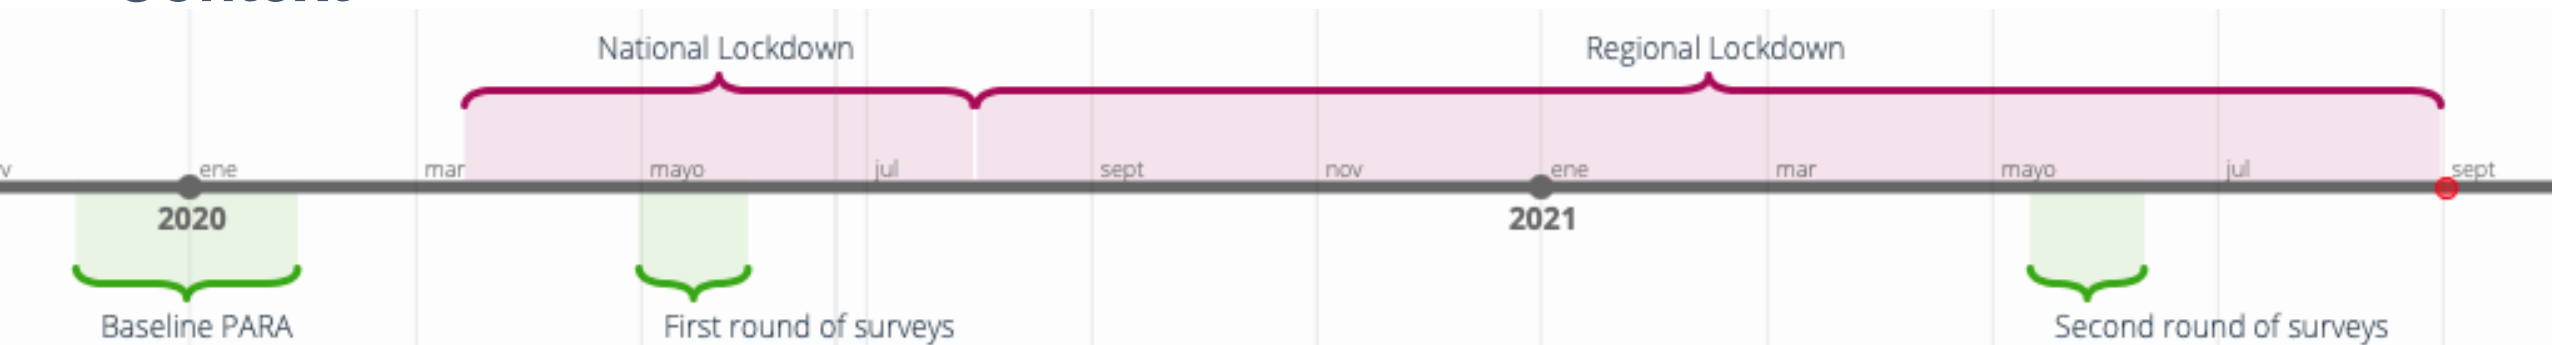 National Lockdown
Regional Lockdown
ene
mar
mayo
jul
sept
nov
ene
mar
mayo
jul
sept
2020
2021
Baseline PARA
First round of surveys
Second round of surveys